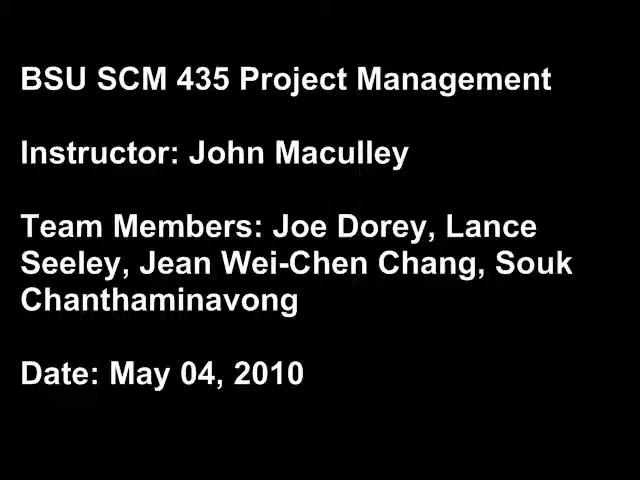 BSU SCM 435 Project Management
Instructor: John Maculley
Team Members: Joe Dorey, Lance
Seeley, Jean Wei-Chen Chang, Souk
Chanthaminavong
Date: May 04, 2010